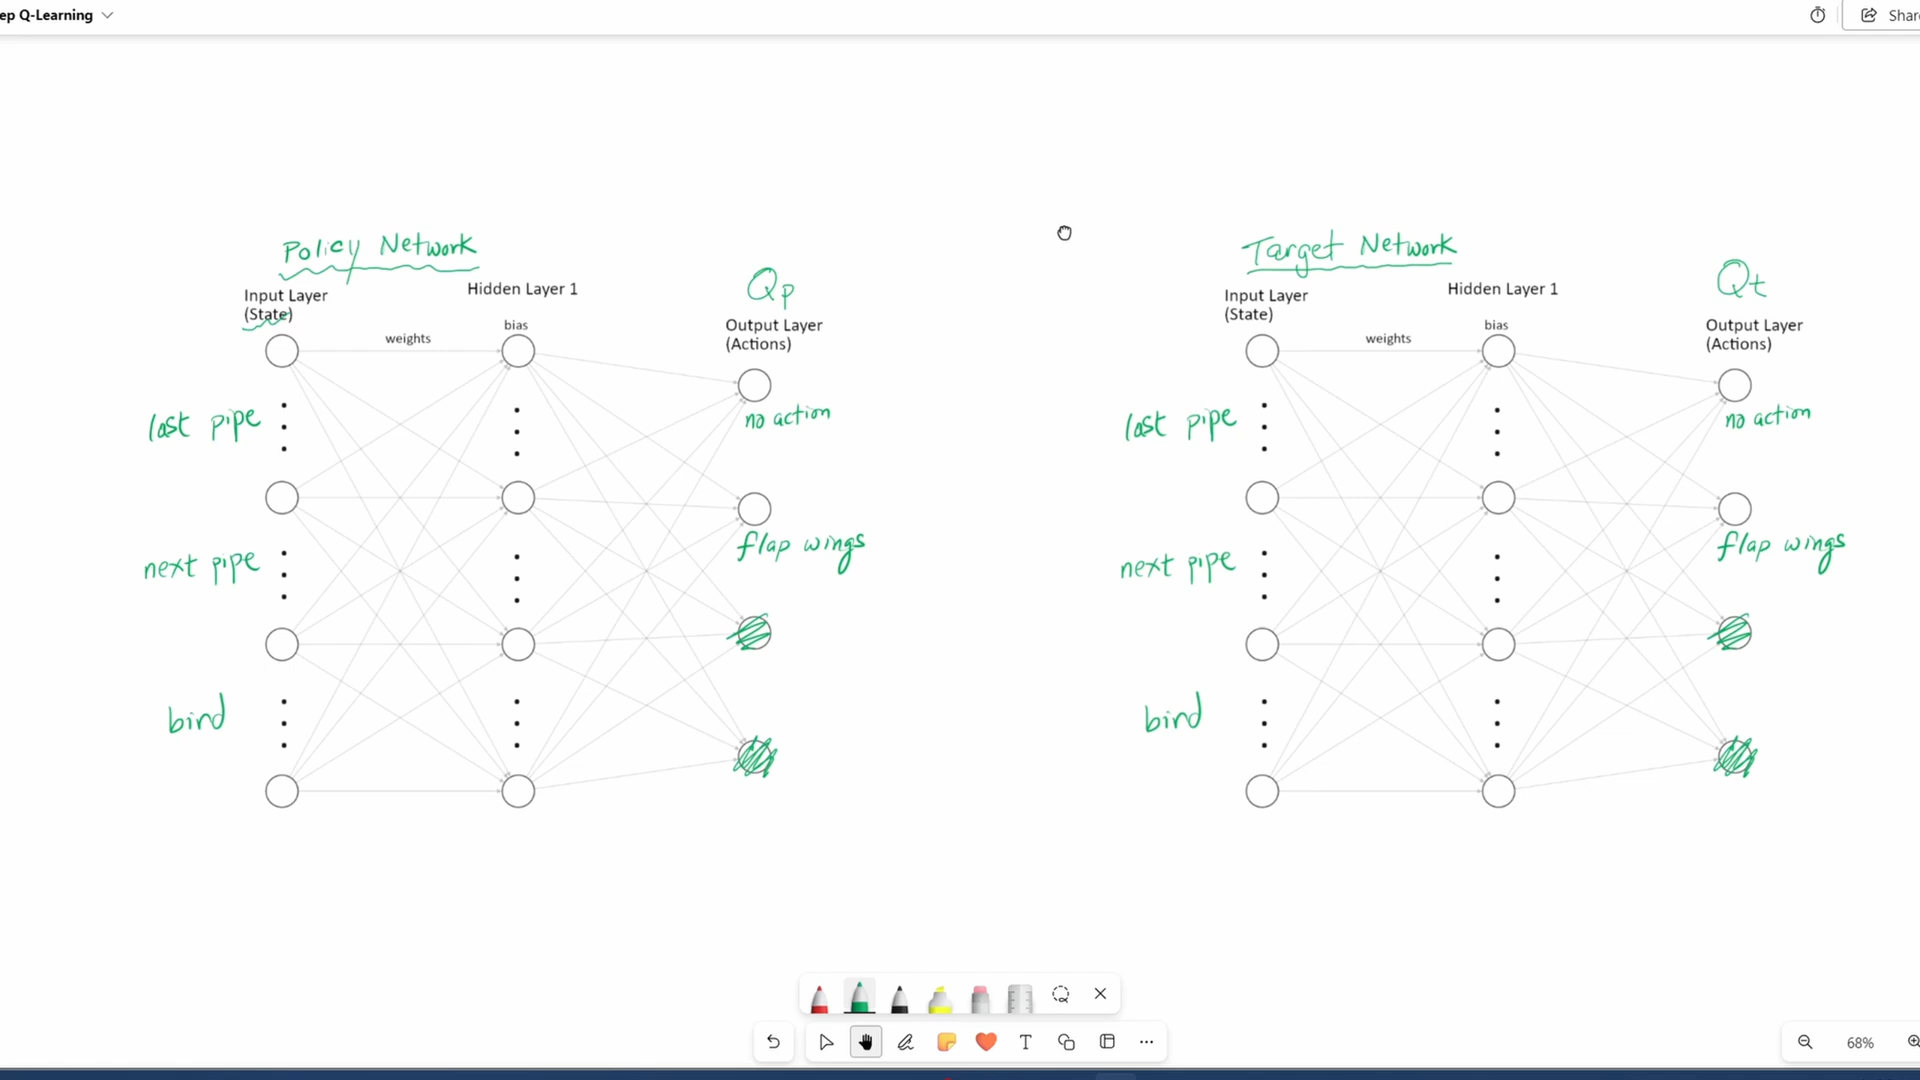 ep Q-Learning
Shar
Policy Network
Input Layer
(State)
weights
Hidden Layer 1
bias
Qp
Output Layer
(Actions)
last pipe
no action
next pipe
flap wings
bird
Target Network
Input Layer
(State)
weights
Hidden Layer 1
bias
Qt
Output Layer
(Actions)
last pipe
no action
next pipe
flap wings
bird
T
68%